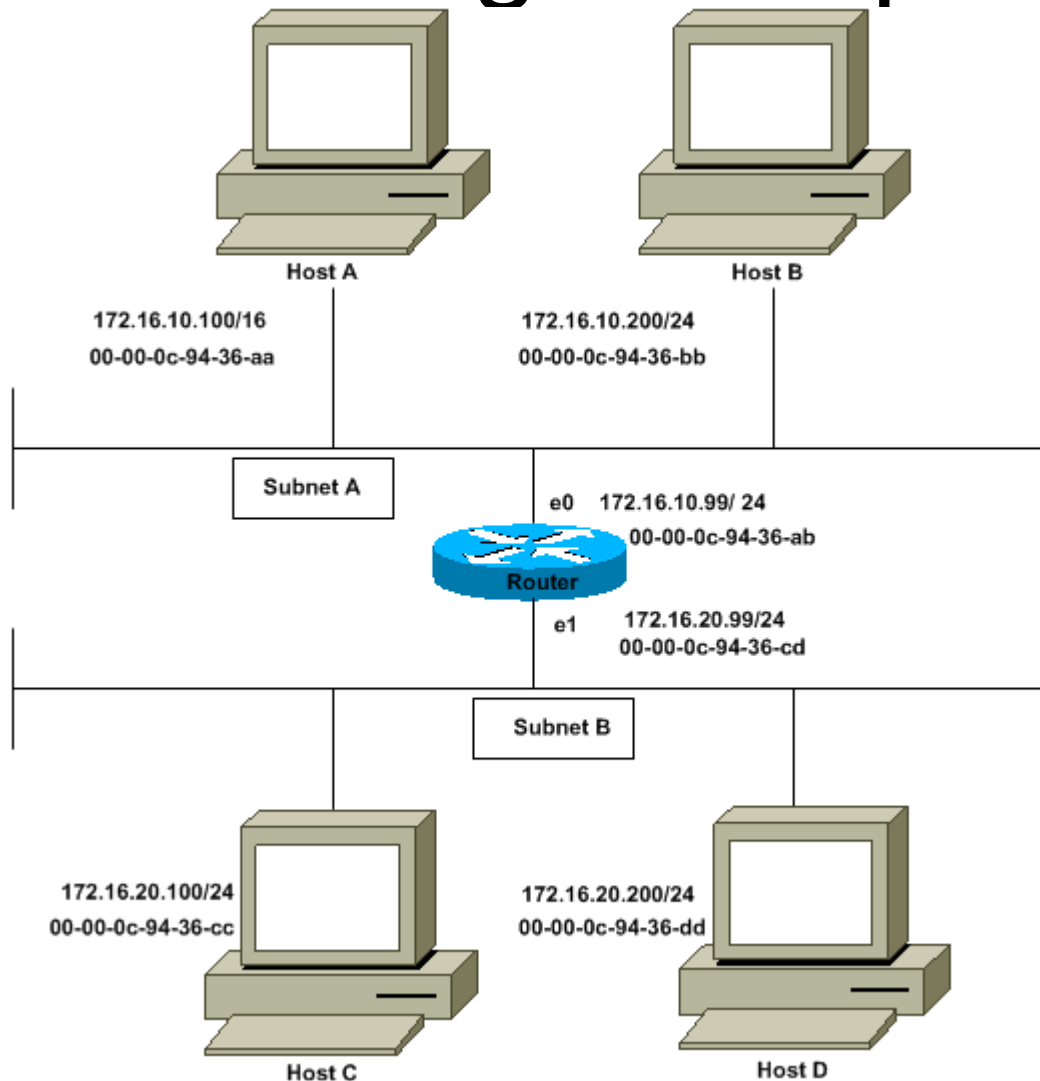 Host A
Host B
172.16.10.100/16
00-00-0c-94-36-aa
172.16.10.200/24
00-00-0c-94-36-bb
Subnet A
e0 172.16.10.99/ 24
00-00-0c-94-36-ab
Router
e1 172.16.20.99/24
00-00-0c-94-36-cd
Subnet B
172.16.20.100/24
00-00-0c-94-36-cc
172.16.20.200/24
00-00-0c-94-36-dd
Host C
Host D